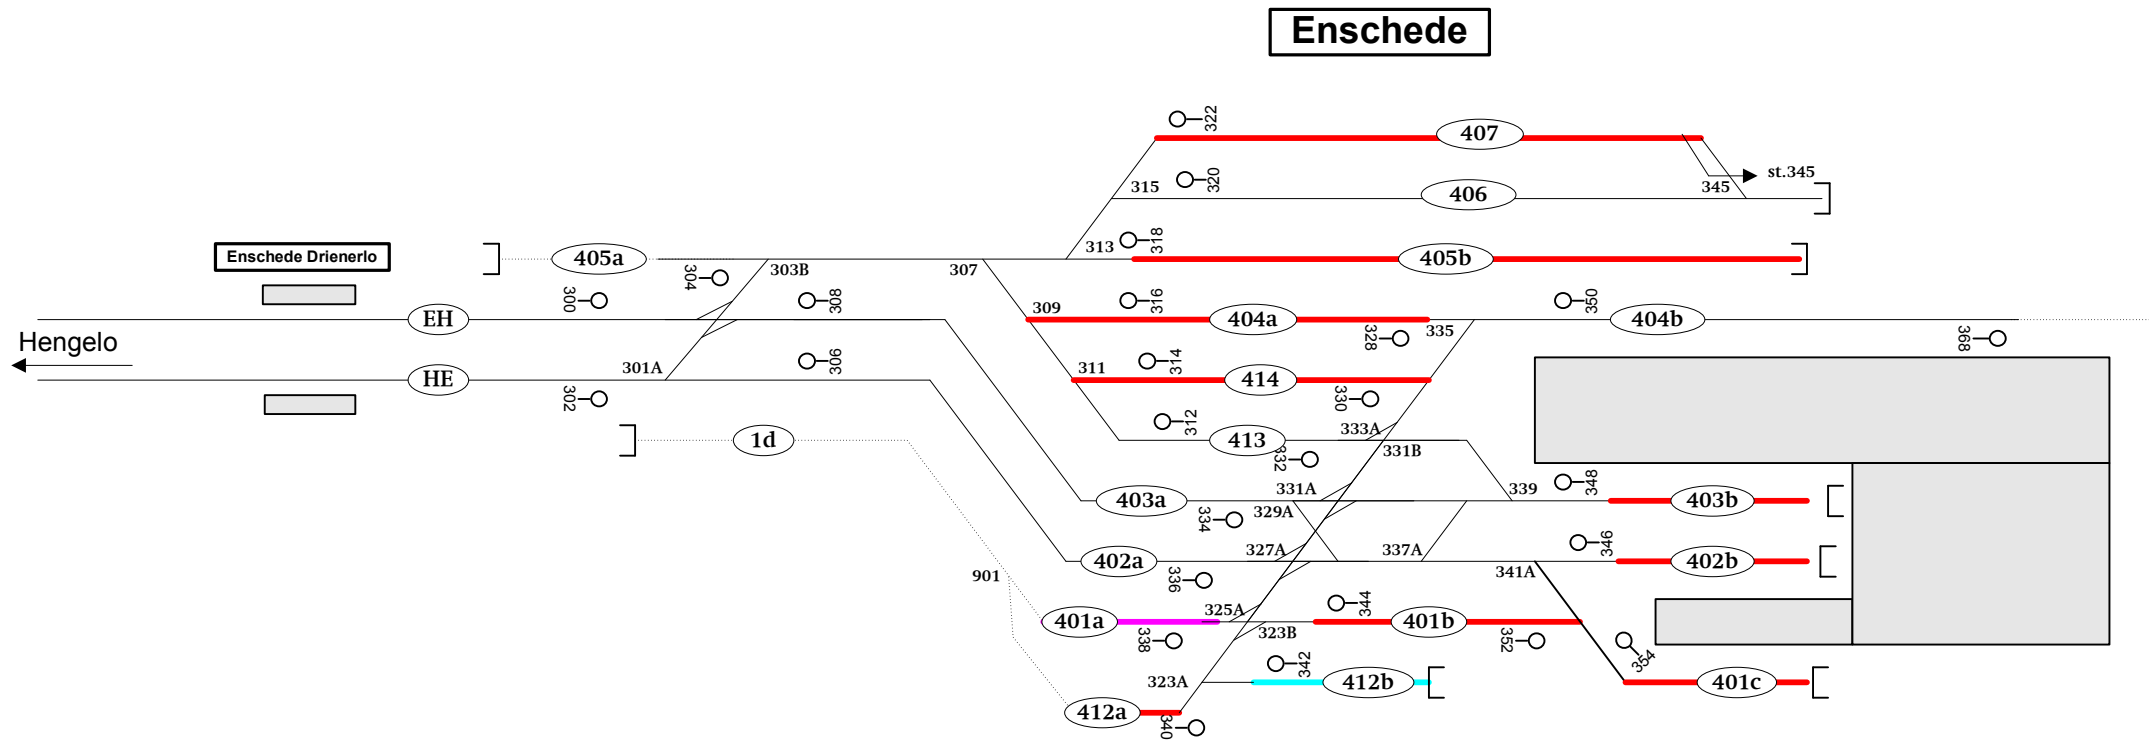 Enschede
322
407
st.345
320
315
406
345
318
313
Enschede Drienerlo
405a
304
303B
307
405b
300
308
316
309
350
EH
404a
328
335
404b
368
Hengelo
306
314
301A
HE
302
311
414
330
312
333A
1d
413
332
331B
348
331A
339
403a
334
329A
403b
346
327A
337A
402a
336
341A
402b
901
344
325A
401a
338
323B
401b
352
354
342
323A
412b
401c
412a
340